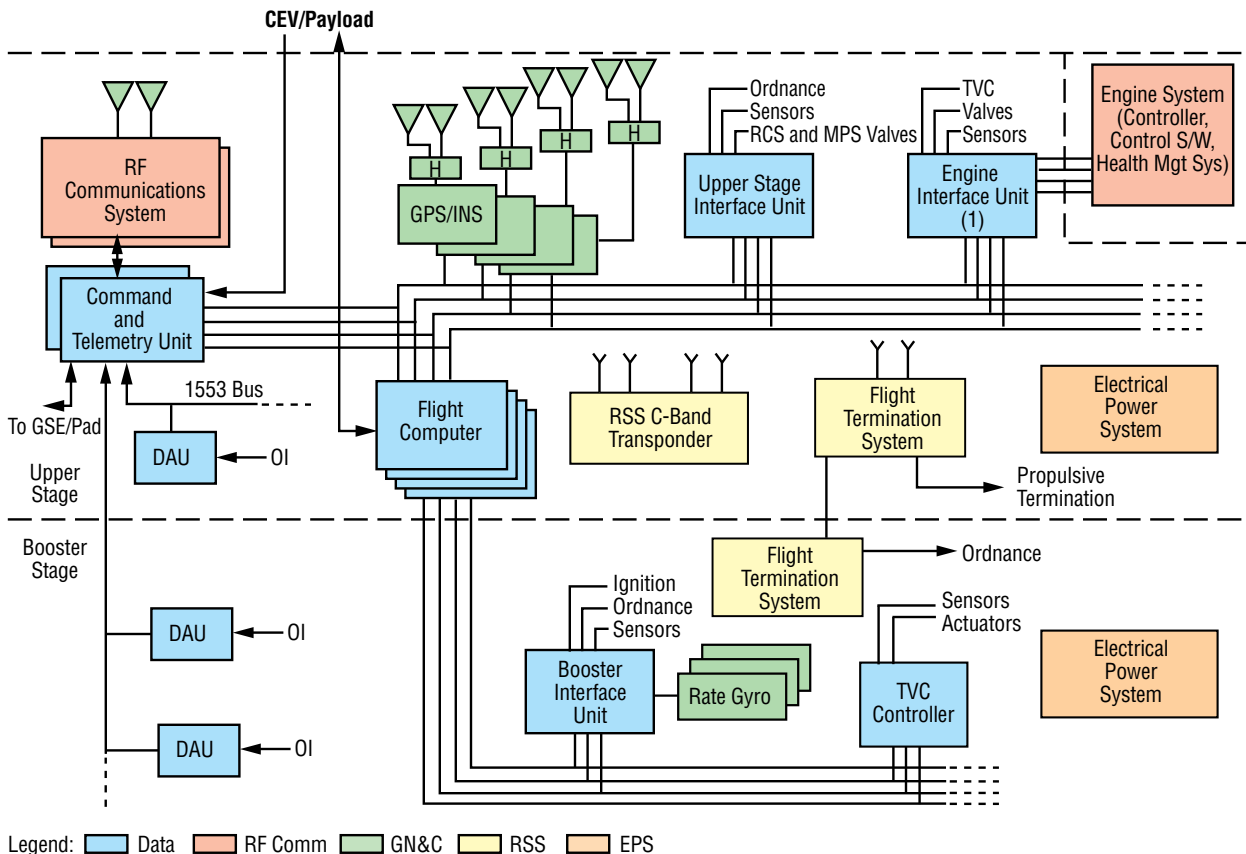 CEV/Payload
RF
Communications
System
H
H
H
H
GPS/INS
Ordnance
Sensors
RCS and MPS Valves
Upper Stage
Interface Unit
TVC
Valves
Sensors
Engine
Interface Unit
(1)
Engine System
(Controller,
Control S/W,
Health Mgt Sys)
Command
and
Telemetry Unit
1553 Bus
To GSE/Pad
DAU
OI
Upper
Stage
Flight
Computer
RSS C-Band
Transponder
Flight
Termination
System
Propulsive
Termination
Electrical
Power
System
Booster
Stage
Flight
Termination
System
Ordnance
DAU
OI
DAU
OI
Ignition
Ordnance
Sensors
Booster
Interface
Unit
Rate Gyro
Sensors
Actuators
TVC
Controller
Electrical
Power
System
Legend: Data RF Comm GN&C RSS EPS